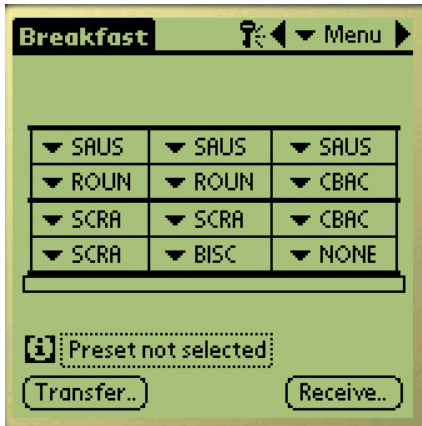 Breakfast Menu
SAUS SAUS SAUS
ROUN ROUN CBAC
SCRA SCRA CBAC
SCRA BISC NONE
i Preset not selected
Transfer.. Receive..